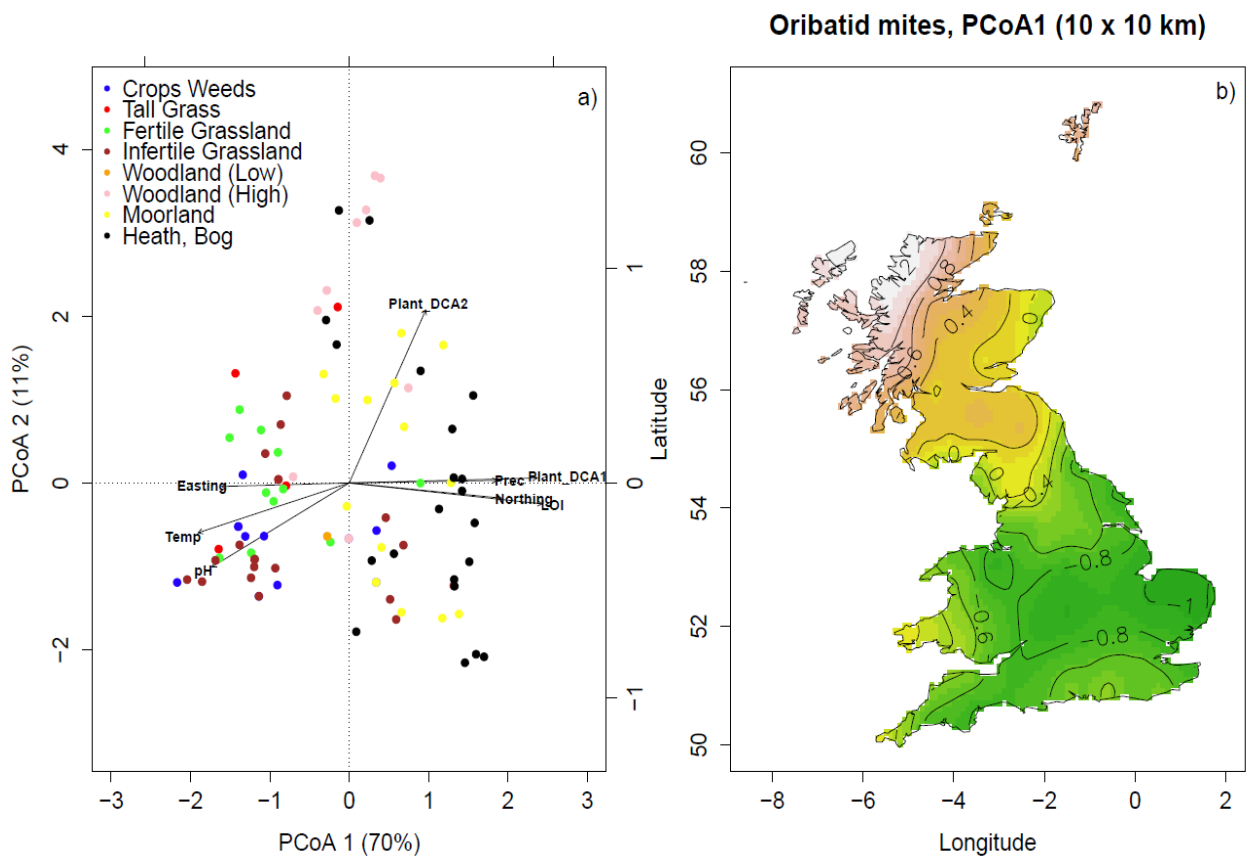 Oribatid mites, PCoA1 (10 x 10 km)
a)
Crops Weeds
Tall Grass
Fertile Grassland
Infertile Grassland
Woodland (Low)
Woodland (High)
Moorland
Heath, Bog
Plant_DCA2
Easting
Prec
Plant_DCA1
Northing
LOI
Temp
pH
PCoA 2 (11%)
4
2
0
−2
1
0
−1
−3
−2
−1
0
1
2
3
PCoA 1 (70%)
b)
Latitude
60
58
56
54
52
50
0.8
0.4
0
−0.4
−0.8
−0.8
−1
−8
−6
−4
−2
0
2
Longitude